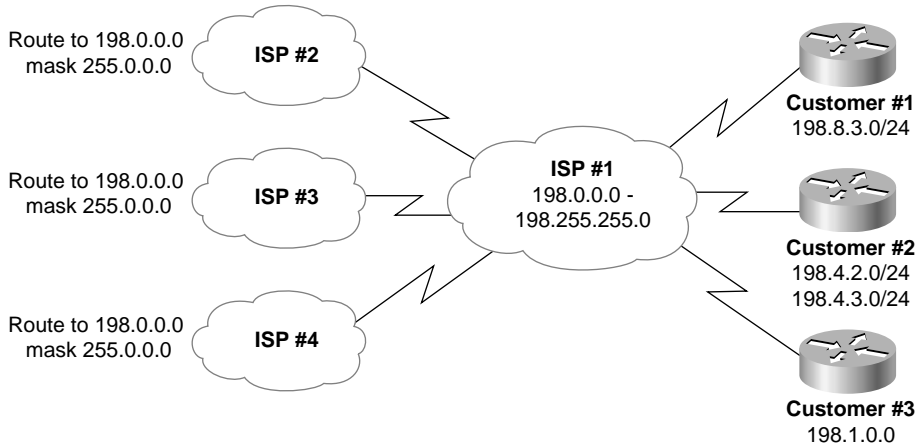 Route to 198.0.0.0
mask 255.0.0.0
ISP #2
Route to 198.0.0.0
mask 255.0.0.0
ISP #3
Route to 198.0.0.0
mask 255.0.0.0
ISP #4
ISP #1
198.0.0.0 -
198.255.255.0
Customer #1
198.8.3.0/24
Customer #2
198.4.2.0/24
198.4.3.0/24
Customer #3
198.1.0.0